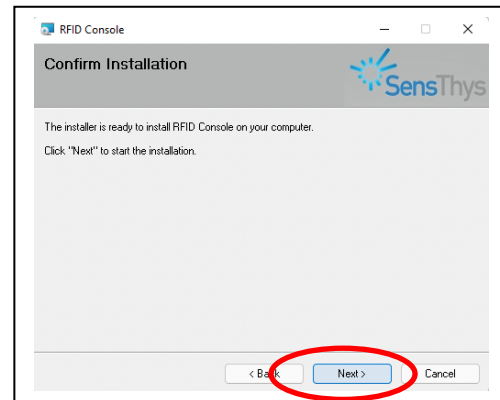 RFID Console
Confirm Installation
SensThys
The installer is ready to install RFID Console on your computer.
Click "Next" to start the installation.
< Back
Next >
Cancel